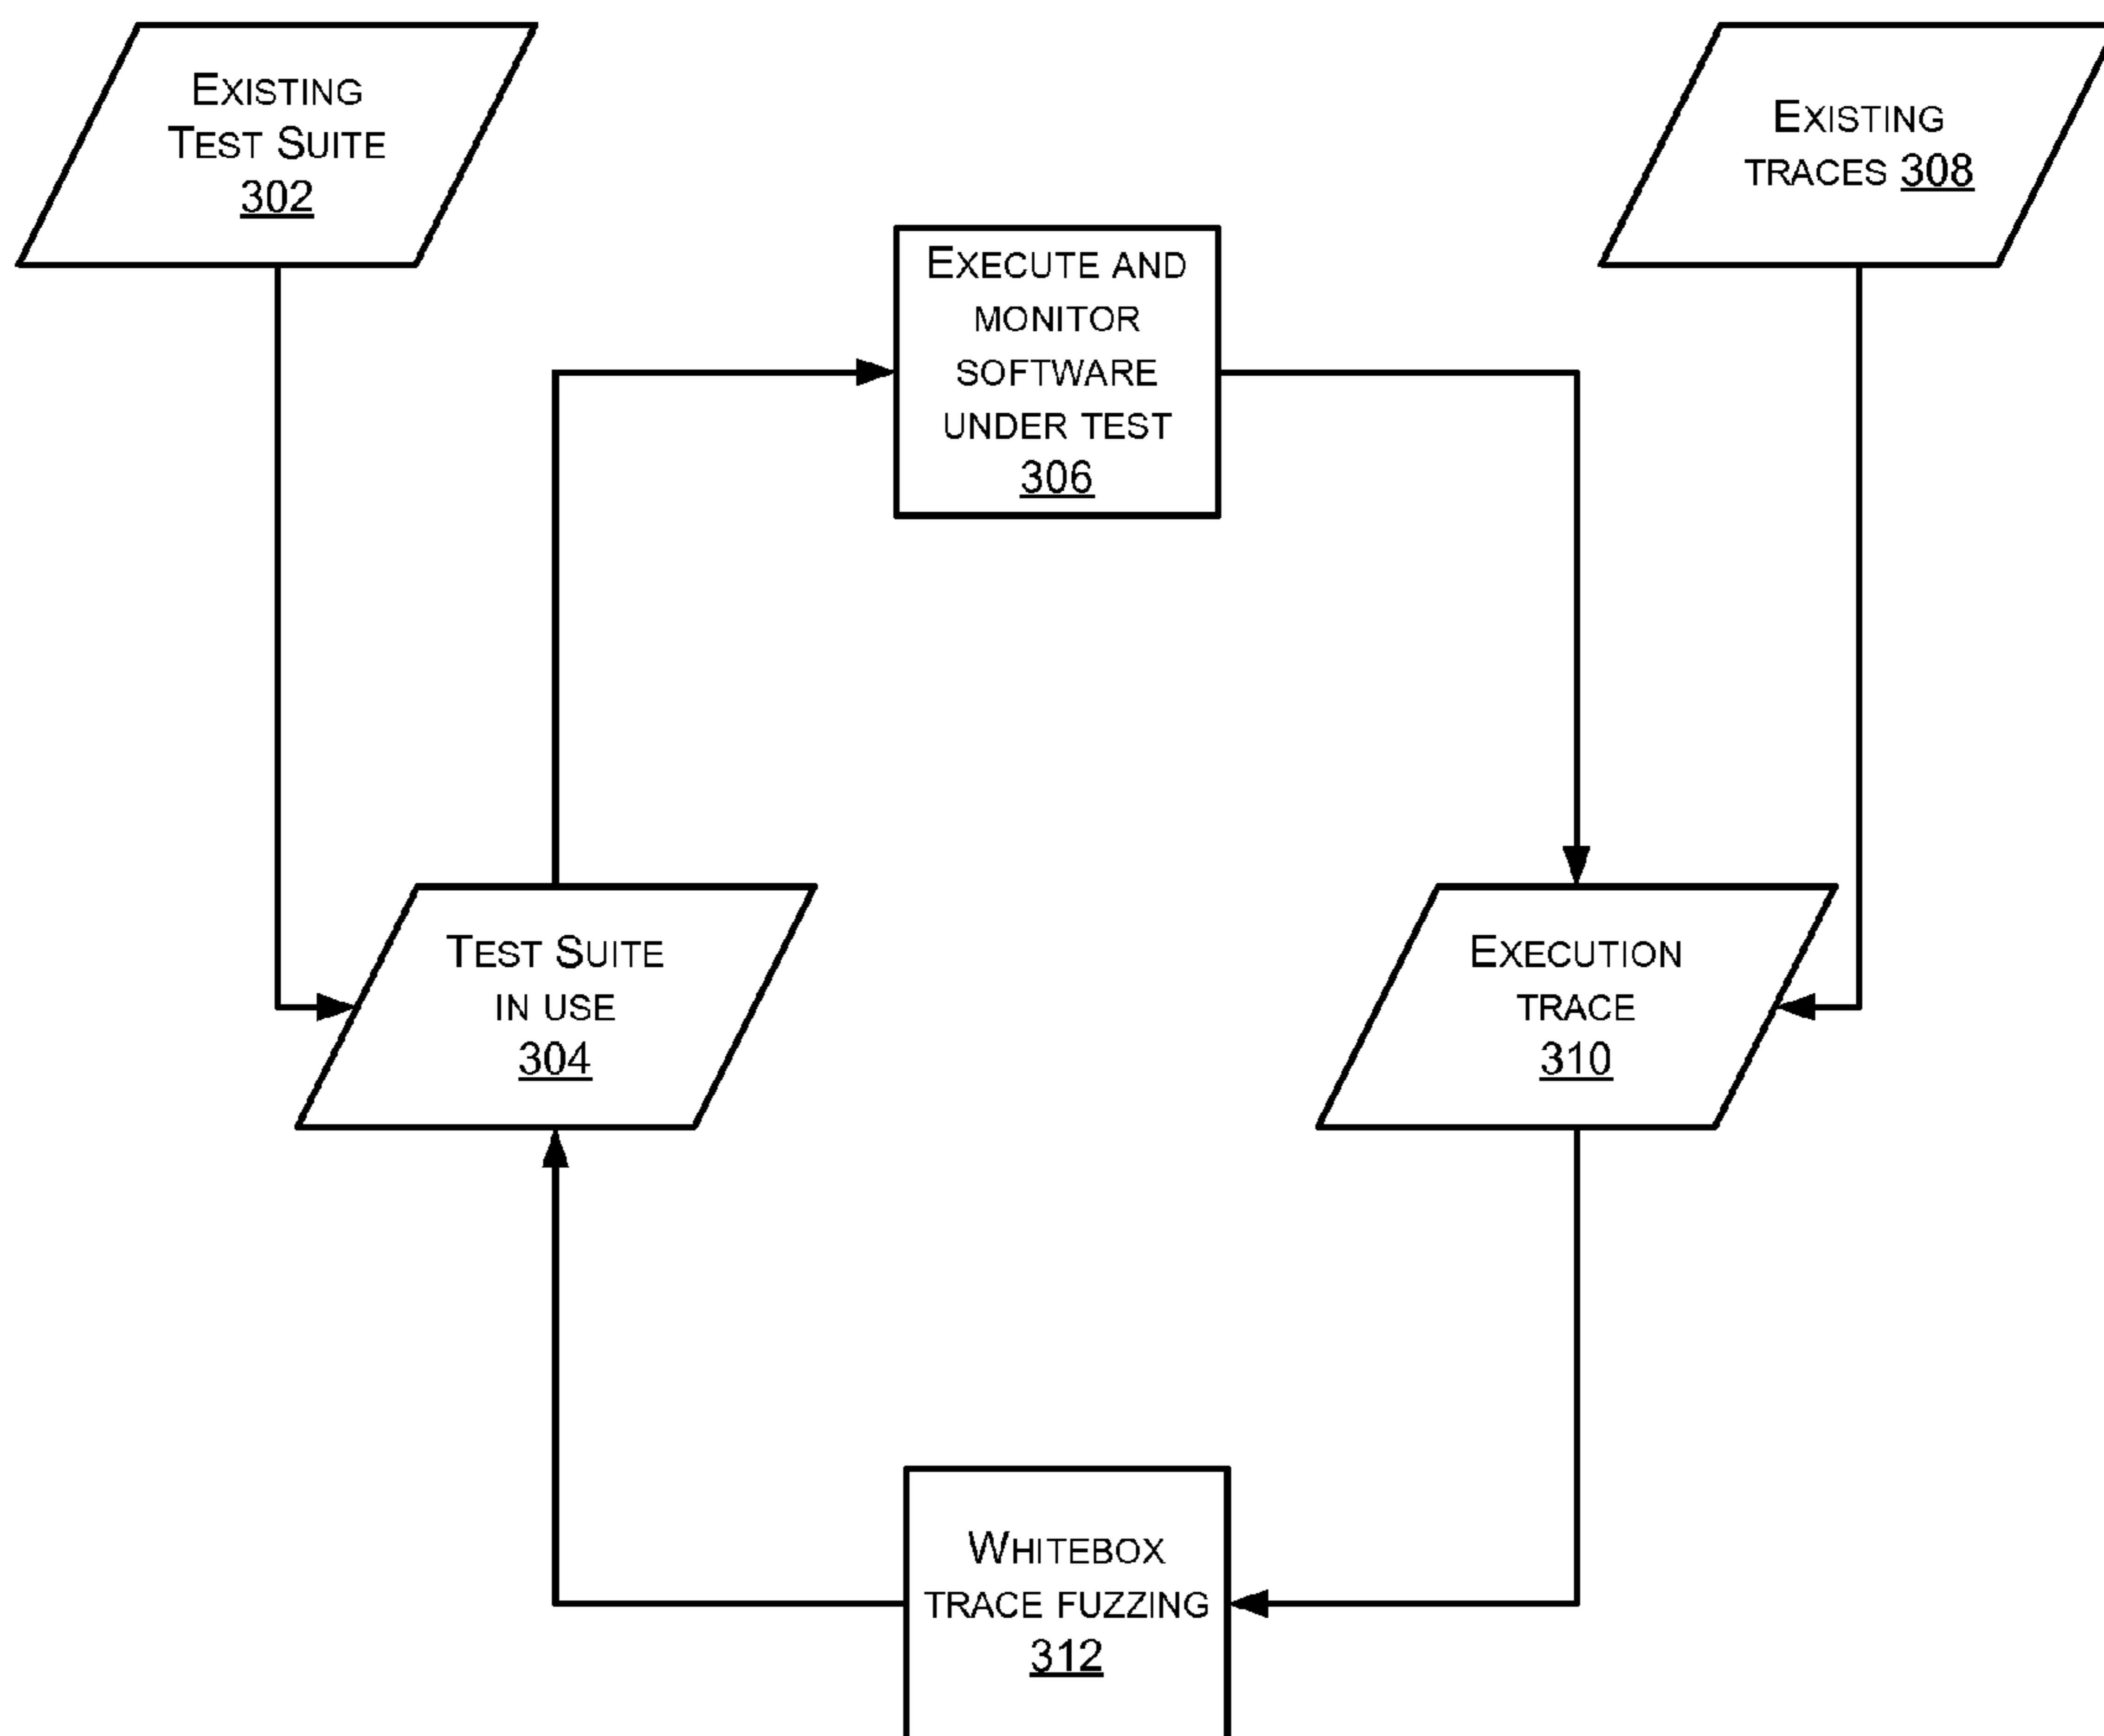 Existing
Test Suite
302
Existing
traces 308
Execute and
monitor
software
under test
306
Test Suite
in use
304
Execution
trace
310
Whitebox
trace fuzzing
312